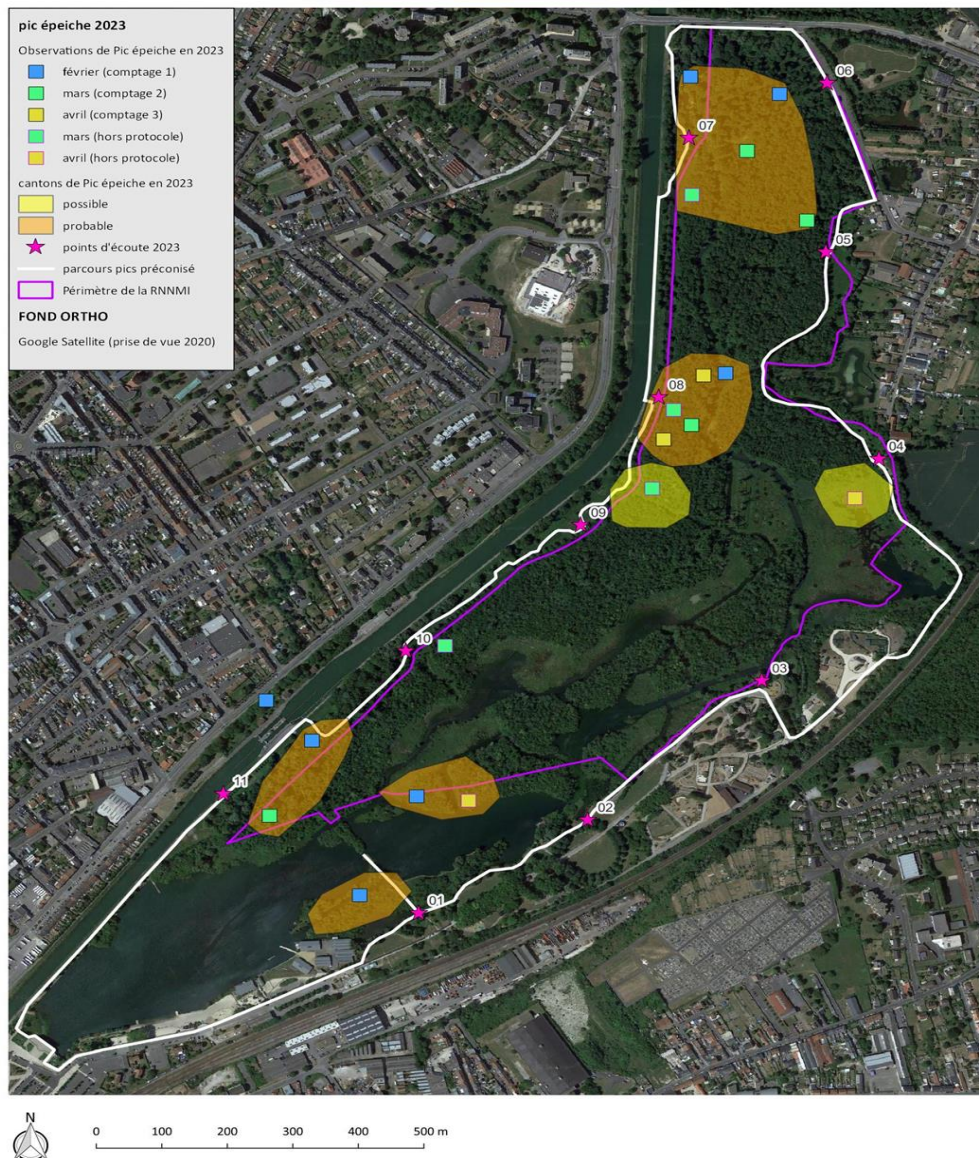 pic épeiche 2023
Observations de Pic épeiche en 2023
février (comptage 1)
mars (comptage 2)
avril (comptage 3)
mars (hors protocole)
avril (hors protocole)
cantons de Pic épeiche en 2023
possible
probable
points d'écoute 2023
parcours pics préconisé
Périmètre de la RNNMI
FOND ORTHO
Google Satellite (prise de vue 2020)
06
07
05
08
04
09
10
03
11
02
01
N
0 100 200 300 400 500 m